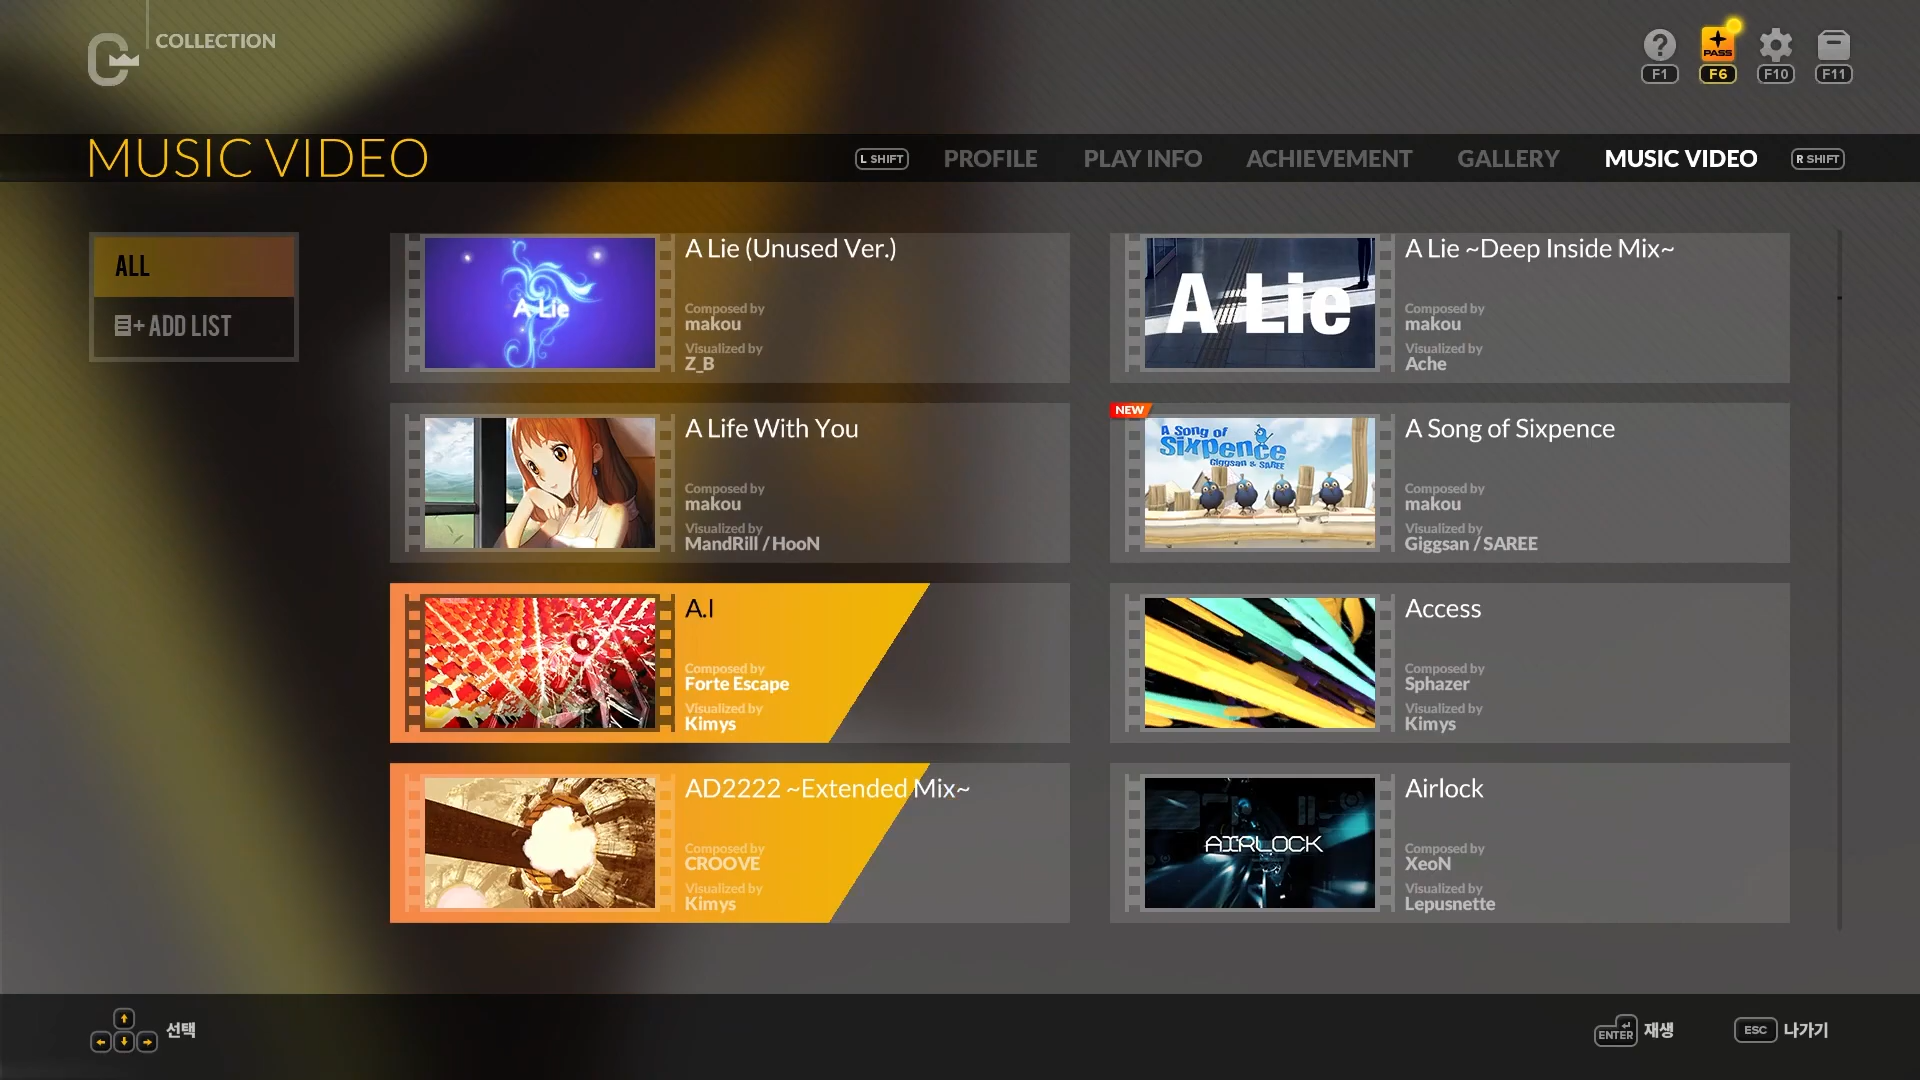 COLLECTION
PASS
F1
F6
F10
F11
MUSIC VIDEO
L SHIFT
PROFILE
PLAY INFO
ACHIEVEMENT
GALLERY
MUSIC VIDEO
R SHIFT
ALL
ADD LIST
A Lie
A Lie (Unused Ver.)
Composed by
makou
Visualized by
Z_B
A Lie
A Lie ~Deep Inside Mix~
Composed by
makou
Visualized by
Ache
A Life With You
Composed by
makou
Visualized by
MandRill / HooN
NEW
A Song of
Sixpence
Giggsan & SAREE
A Song of Sixpence
Composed by
makou
Visualized by
Giggsan / SAREE
A.I
Composed by
Forte Escape
Visualized by
Kimys
Access
Composed by
Sphazer
Visualized by
Kimys
AD2222 ~Extended Mix~
Composed by
CROOVE
Visualized by
Kimys
AIRLOCK
Airlock
Composed by
XeoN
Visualized by
Lepusnette
선택
ENTER
재생
ESC
나가기